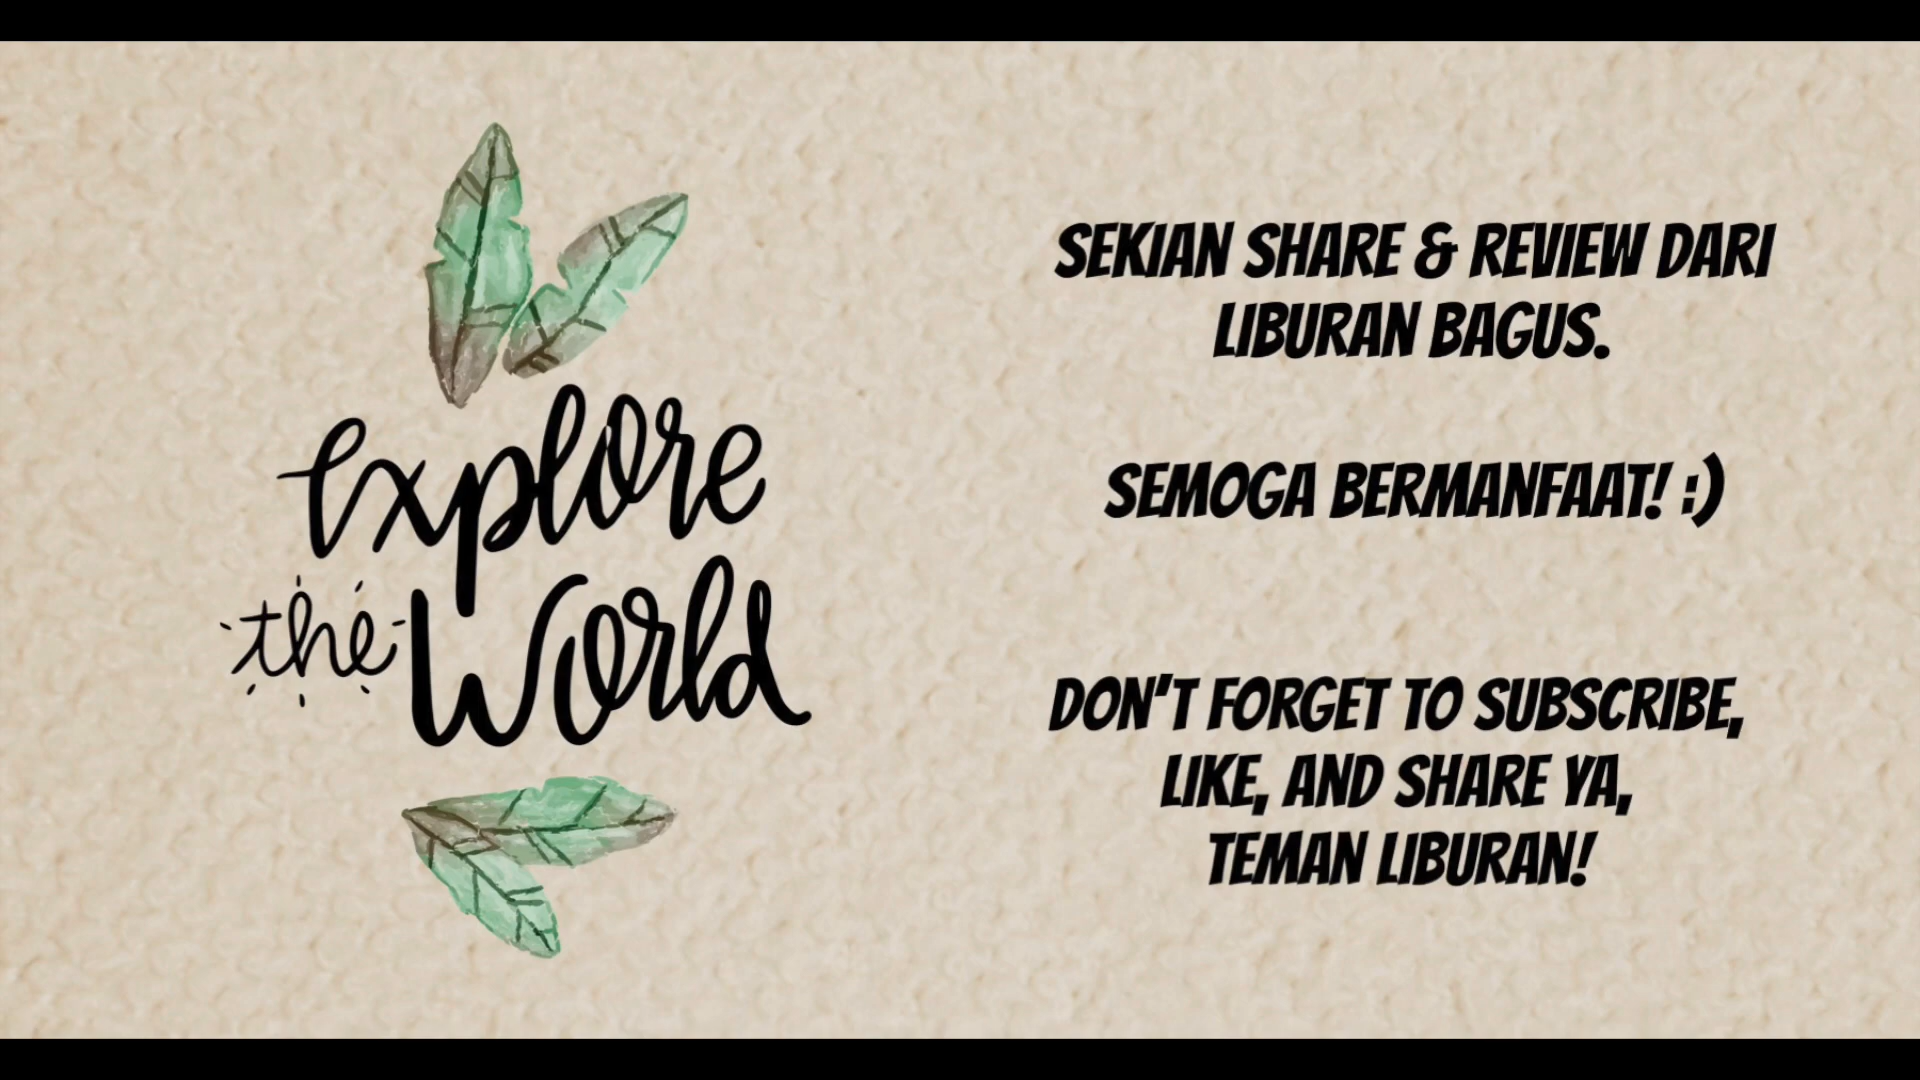 explore
the World
SEKIAN SHARE & REVIEW DARI
LIBURAN BAGUS.
SEMOGA BERMANFAAT! :)
DON'T FORGET TO SUBSCRIBE,
LIKE, AND SHARE YA,
TEMAN LIBURAN!